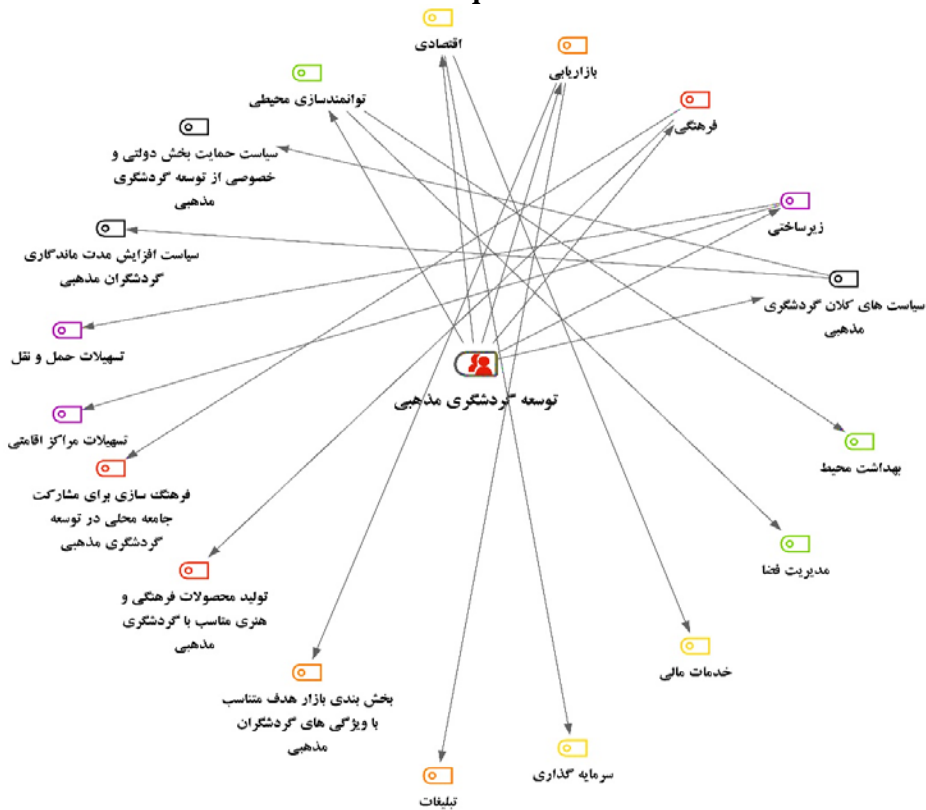 اقتصادی
بازاریابی
توانمندسازی محیطی
فرهنگی
سیاست حمایت بخش دولتی و
خصوصی از توسعه گردشگری
مذهبی
زیرساختی
سیاست افزایش مدت ماندگاری
گردشگران مذهبی
سیاست های کلان گردشگری
مذهبی
تسهیلات حمل و نقل
توسعه گردشگری مذهبی
تسهیلات مراکز اقامتی
بهداشت محیط
فرهنگ سازی برای مشارکت
جامعه محلی در توسعه
گردشگری مذهبی
مدیریت فضا
تولید محصولات فرهنگی و
هنری متاسب با گردشگری
مذهبی
خدمات مالی
بخش بندی بازار هدف متناسب
با ویژگی های گردشگران
مذهبی
سرمایه گذاری
تبلیغات